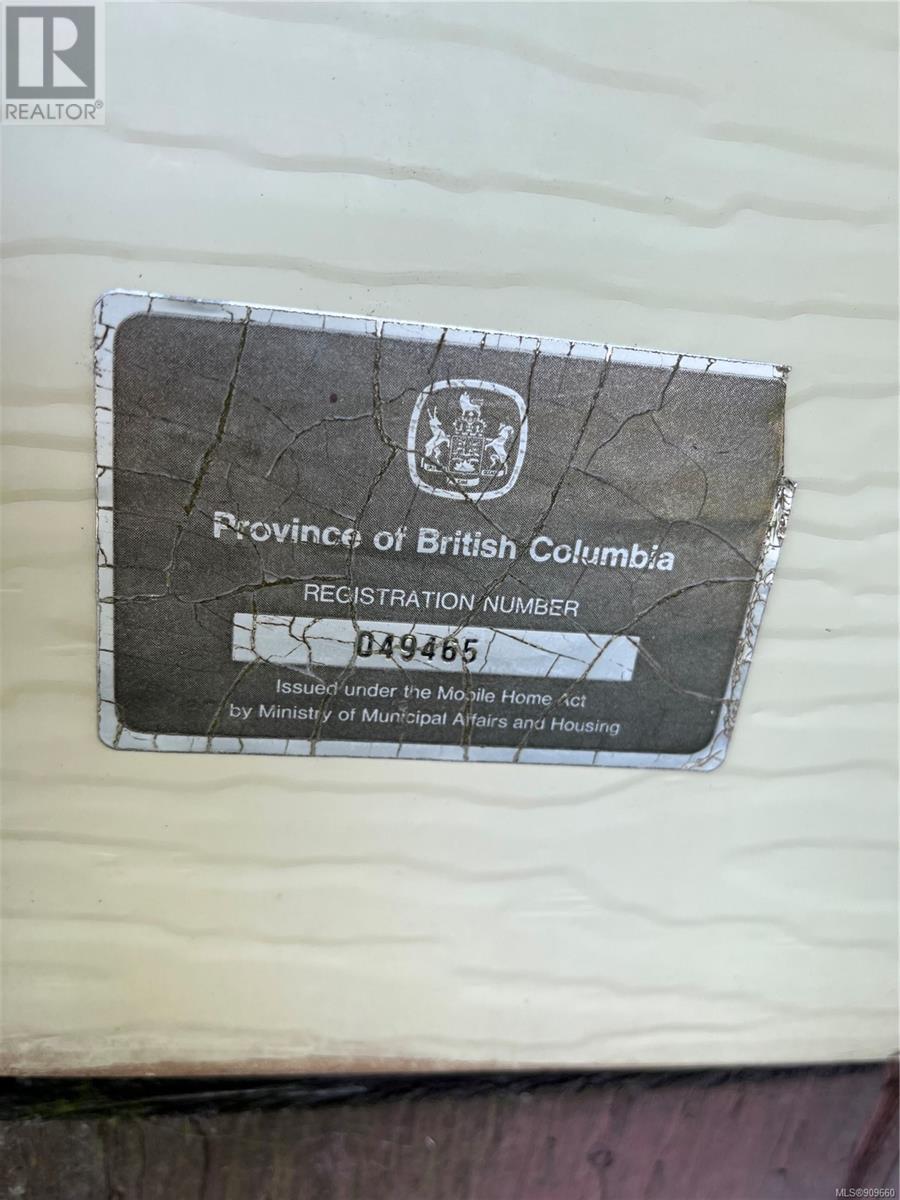 REALTOR®
Province of British Columbia
REGISTRATION NUMBER
049465
Issued under the Mobile Home Act
by Ministry of Municipal Affairs and Housing
MLS®909660